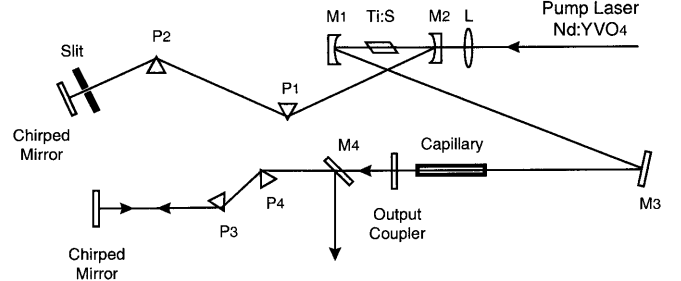 Pump Laser
Nd:YVO4
M1
Ti:S
M2
L
Slit
P2
P1
Chirped
Mirror
M4
Capillary
M3
P4
P3
Output
Coupler
Chirped
Mirror